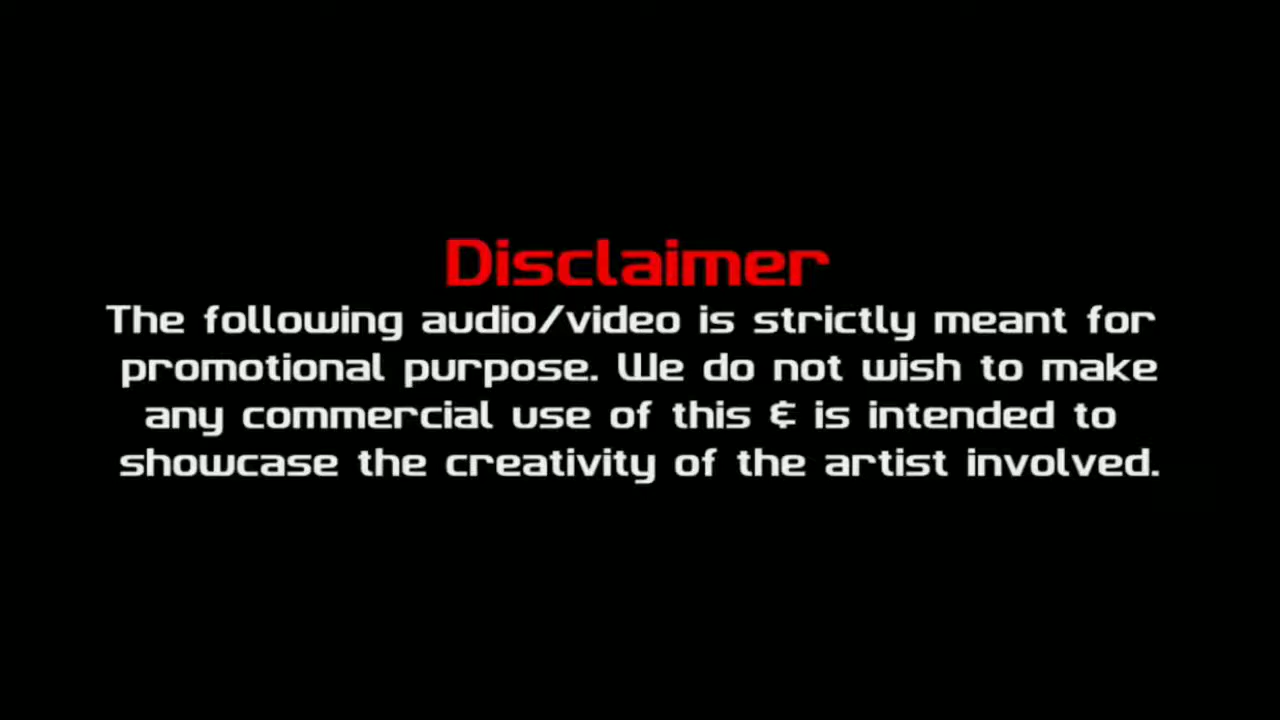 Disclaimer
The following audio/video is strictly meant for
promotional purpose. We do not wish to make
any commercial use of this & is intended to
showcase the creativity of the artist involved.